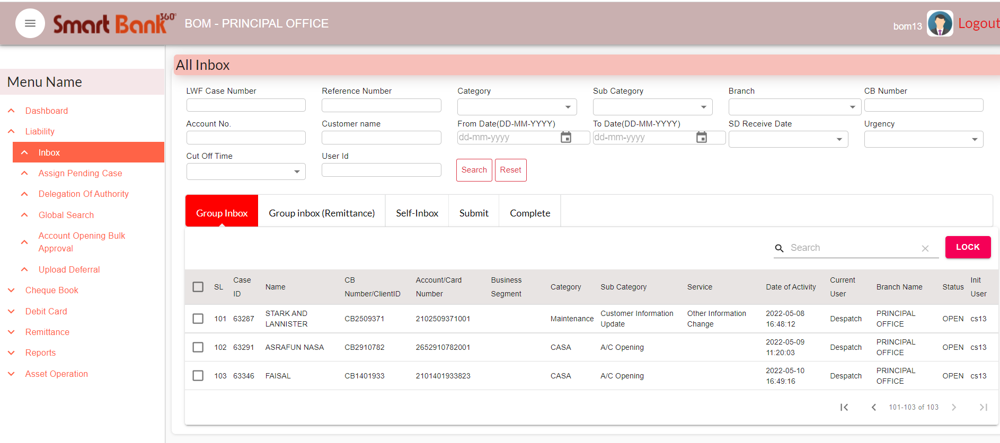 Smart Bank 360°
BOM - PRINCIPAL OFFICE
bom13
Logout
Menu Name
Dashboard
Liability
Inbox
Assign Pending Case
Delegation Of Authority
Global Search
Account Opening Bulk
Approval
Upload Deferral
Cheque Book
Debit Card
Remittance
Reports
Asset Operation
All Inbox
LWF Case Number Reference Number Category Sub Category Branch CB Number
Account No. Customer name From Date(DD-MM-YYYY) To Date(DD-MM-YYYY) SD Receive Date Urgency
dd-mm-yyyy dd-mm-yyyy
Cut Off Time User Id
Search Reset
Group Inbox Group inbox (Remittance) Self-Inbox Submit Complete
Search LOCK
SL Case ID Name CB Number/ClientID Account/Card Number Business Segment Category Sub Category Service Date of Activity Current User Branch Name Status Init User
101 63287 STARK AND LANNISTER CB2509371 2102509371001 Maintenance Customer Information Update Other Information Change 2022-05-08 16:48:12 Despatch PRINCIPAL OFFICE OPEN cs13
102 63291 ASRAFUN NASA CB2910782 2652910782001 CASA A/C Opening 2022-05-09 11:20:03 Despatch PRINCIPAL OFFICE OPEN cs13
103 63346 FAISAL CB1401933 2101401933823 CASA A/C Opening 2022-05-10 16:49:16 Despatch PRINCIPAL OFFICE OPEN cs13
101-103 of 103